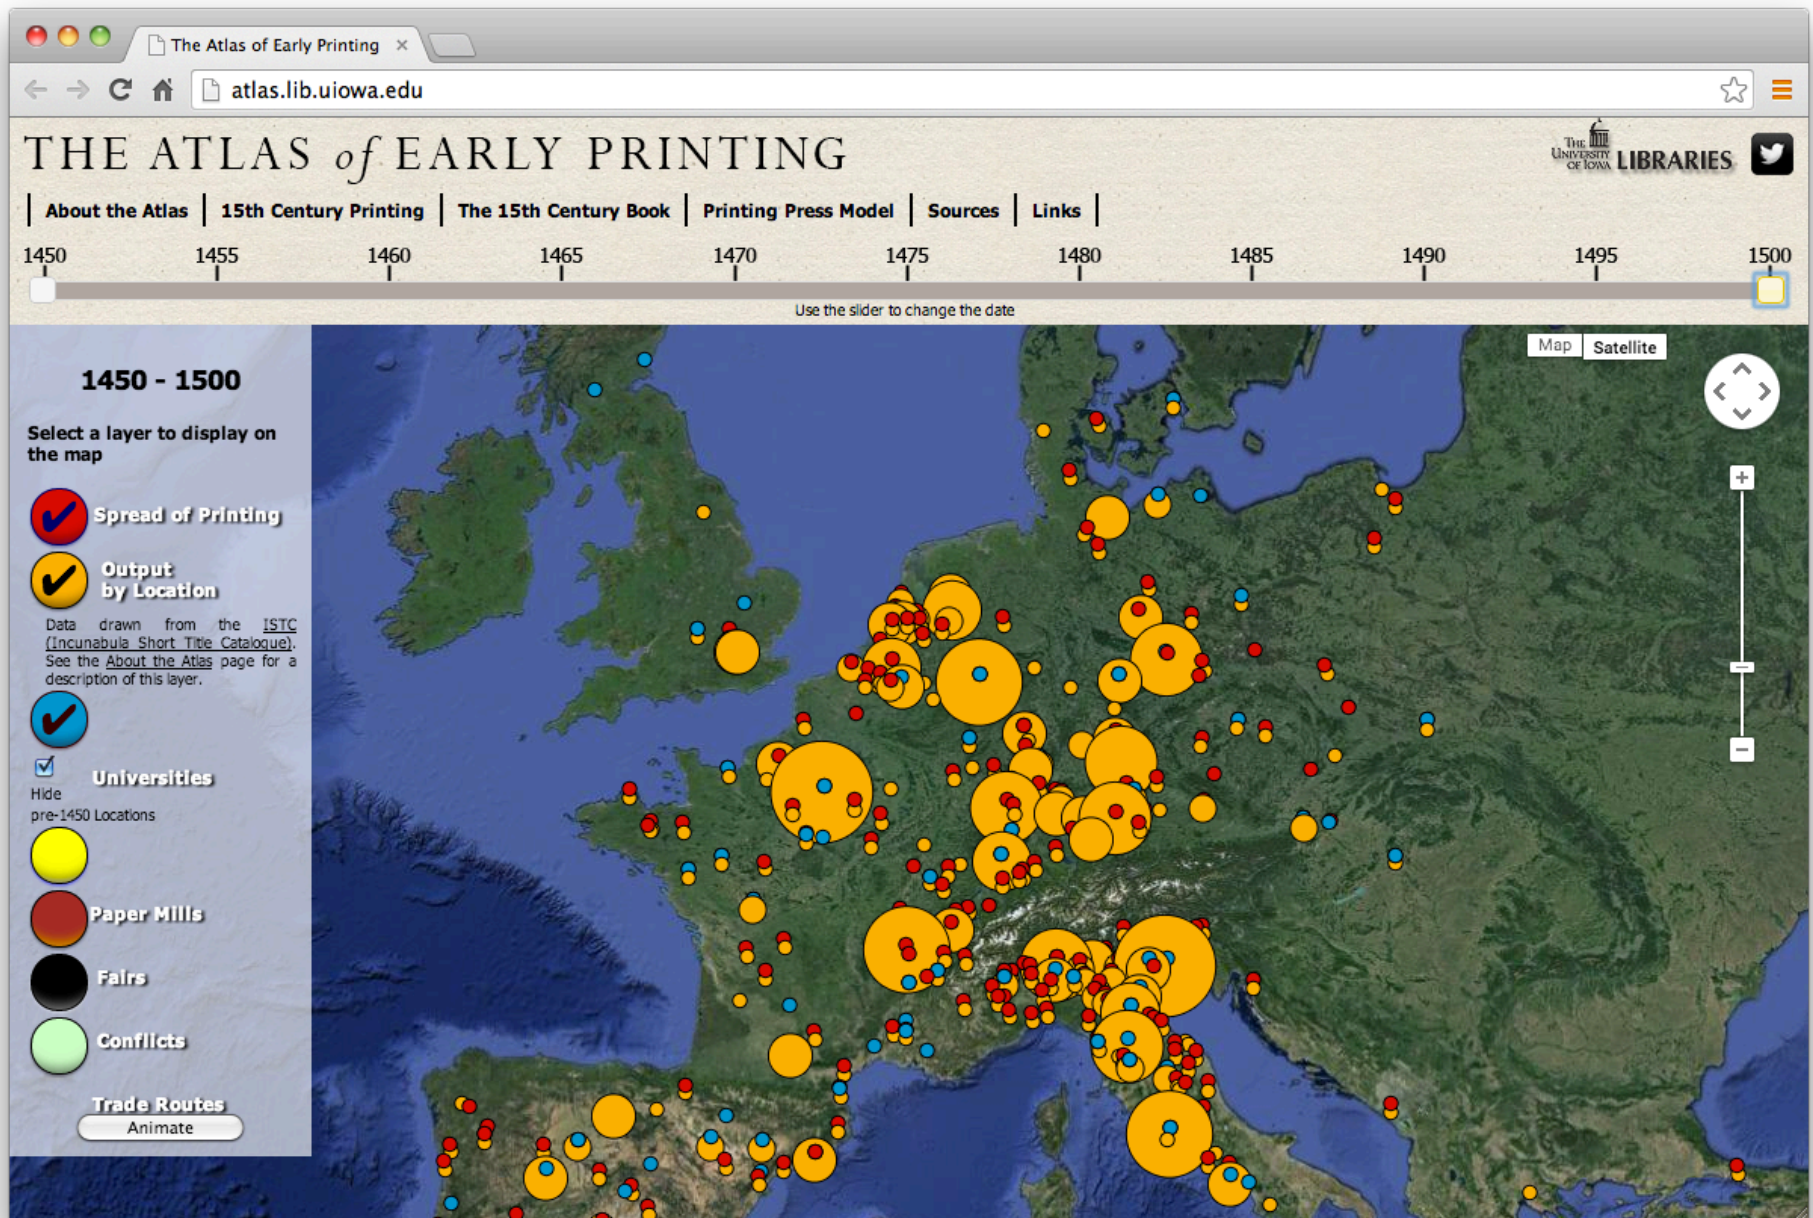 The Atlas of Early Printing
atlas.lib.uiowa.edu
THE ATLAS of EARLY PRINTING
THE
UNIVERSITY
OF IOWA
LIBRARIES
About the Atlas
15th Century Printing
The 15th Century Book
Printing Press Model
Sources
Links
1450 1455 1460 1465 1470 1475 1480 1485 1490 1495 1500
Use the slider to change the date
Map
Satellite
1450 - 1500
Select a layer to display on
the map
Spread of Printing
Output
by Location
Data drawn from the ISTC
(Incunabula Short Title Catalogue).
See the About the Atlas page for a
description of this layer.
Universities
Hide
pre-1450 Locations
Paper Mills
Fairs
Conflicts
Trade Routes
Animate